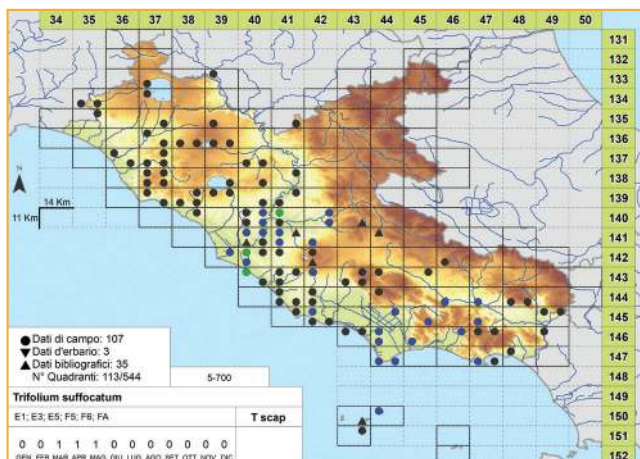 34 35 36 37 38 39 40 41 42 43 44 45 46 47 48 49 50
131
132
133
134
135
136
137
138
139
140
141
142
143
144
145
146
147
148
149
150
151
152
N
14 Km
11 Km
Dati di campo: 107
Dati d'erbario: 3
Dati bibliografici: 35
N° Quadranti: 113/544
5-700
Trifolium suffocatum
E1; E3; E5; F5; F6; FA
T scap
0 0 1 1 1 0 0 0 0 0 0 0
GEN FEB MAR APR MAG GIU LUG AGO SET OTT NOV DIC